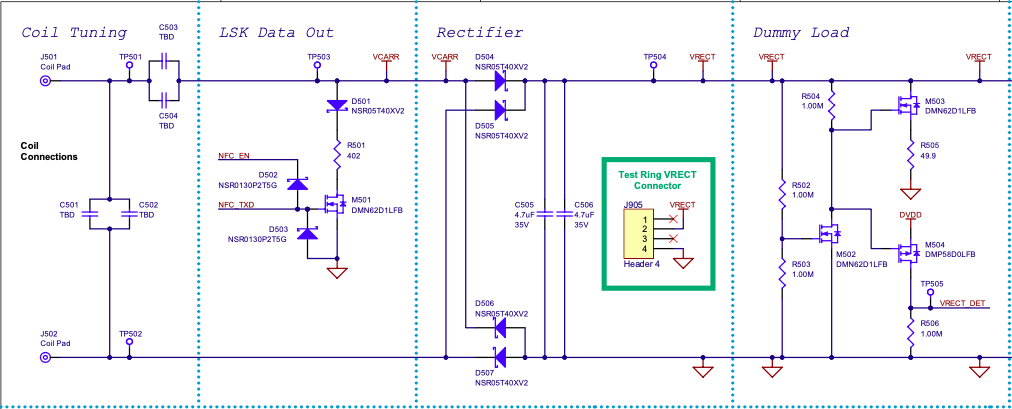 Coil Tuning
C503
TBD
J501
Coil Pad
TP501
C504
TBD
Coil
Connections
C501
TBD
C502
TBD
J502
Coil Pad
TP502
LSK Data Out
TP503
VCARR
D501
NSR05T40XV2
R501
402
NFC_EN
D502
NSR0130P2T5G
NFC_TXD
M501
DMN62D1LFB
D503
NSR0130P2T5G
Rectifier
VCARR
D504
NSR05T40XV2
TP504
VRECT
D505
NSR05T40XV2
C505
4.7uF
35V
C506
4.7uF
35V
Test Ring VRECT
Connector
J905
VRECT
1
2
3
4
Header 4
D506
NSR05T40XV2
D507
NSR05T40XV2
Dummy Load
VRECT
VRECT
R504
1.00M
M503
DMN62D1LFB
R505
49.9
R502
1.00M
DVDD
M502
DMN62D1LFB
M504
DMP58D0LFB
R503
1.00M
TP505
VRECT_DET
R506
1.00M